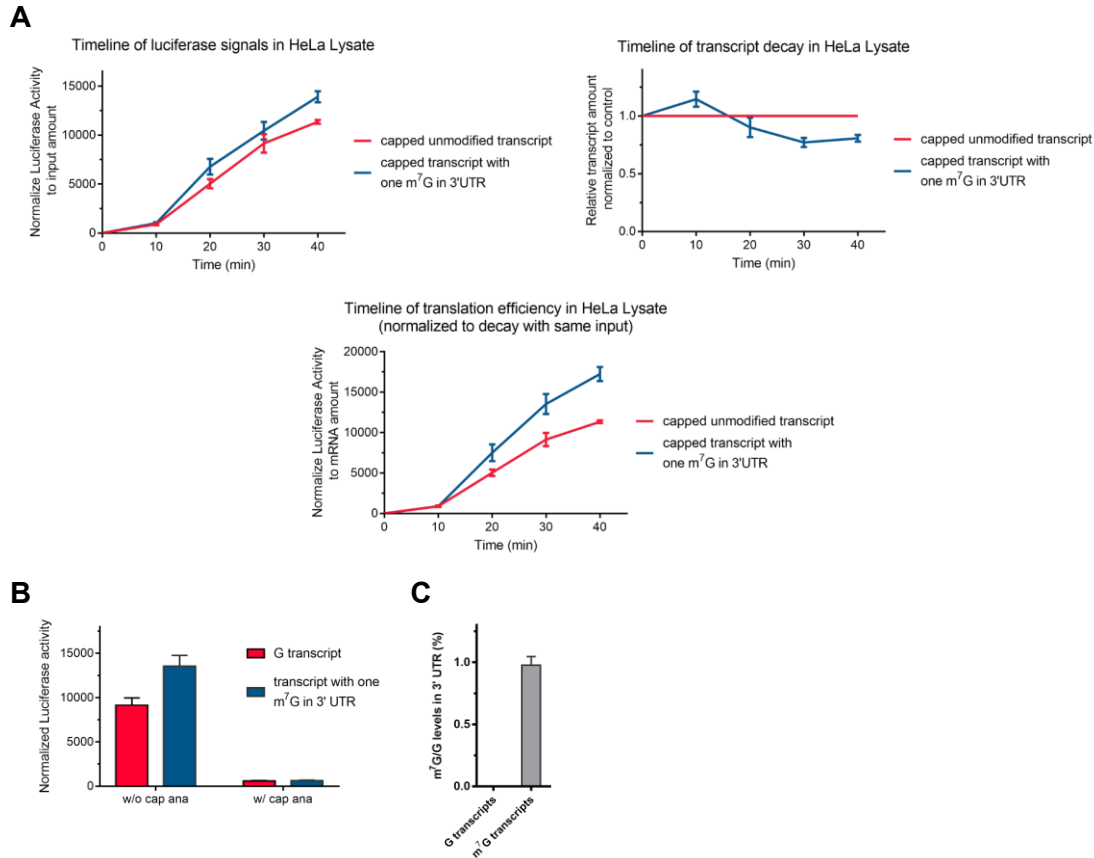 A
Timeline of luciferase signals in HeLa Lysate
Normalize Luciferase Activity
to input amount
15000
10000
5000
0
0 10 20 30 40
Time (min)
capped unmodified transcript
capped transcript with
one m⁷G in 3'UTR
Timeline of transcript decay in HeLa Lysate
Relative transcript amount
normalized to control
1.0
0.5
0.0
0 10 20 30 40
Time (min)
capped unmodified transcript
capped transcript with
one m⁷G in 3'UTR
Timeline of translation efficiency in HeLa Lysate
(normalized to decay with same input)
Normalize Luciferase Activity
to mRNA amount
20000
15000
10000
5000
0
0 10 20 30 40
Time (min)
capped unmodified transcript
capped transcript with
one m⁷G in 3'UTR
B
Normalized Luciferase activity
15000
10000
5000
0
w/o cap ana w/ cap ana
G transcript
transcript with one
m⁷G in 3' UTR
C
m⁷G/G levels in 3' UTR (%)
1.0
0.5
0.0
G transcripts
m⁷G transcripts